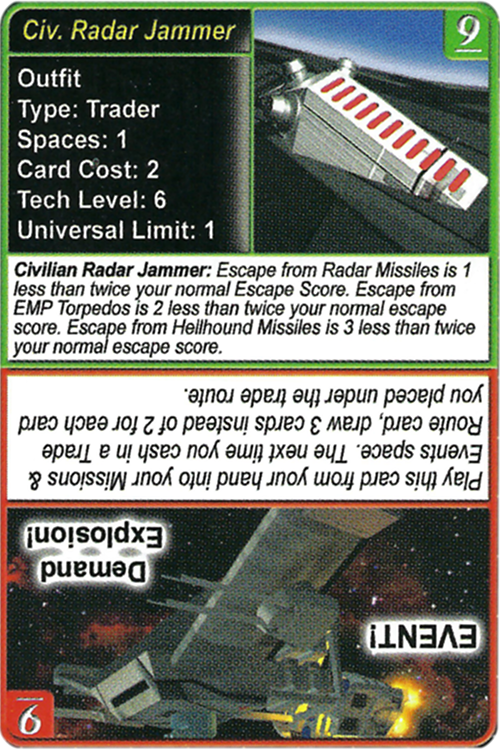 Civ. Radar Jammer
9
Outfit
Type: Trader
Spaces: 1
Card Cost: 2
Tech Level: 6
Universal Limit: 1
Civilian Radar Jammer: Escape from Radar Missiles is 1
less than twice your normal Escape Score. Escape from
EMP Torpedos is 2 less than twice your normal escape
score. Escape from Hellhound Missiles is 3 less than twice
your normal escape score.
9
EVENT!
Demand
Explosion!
Play this card from your hand into your Missions &
Events space. The next time you cash in a Trade
Route card, draw 3 cards instead of 2 for each card
you placed under the trade route.